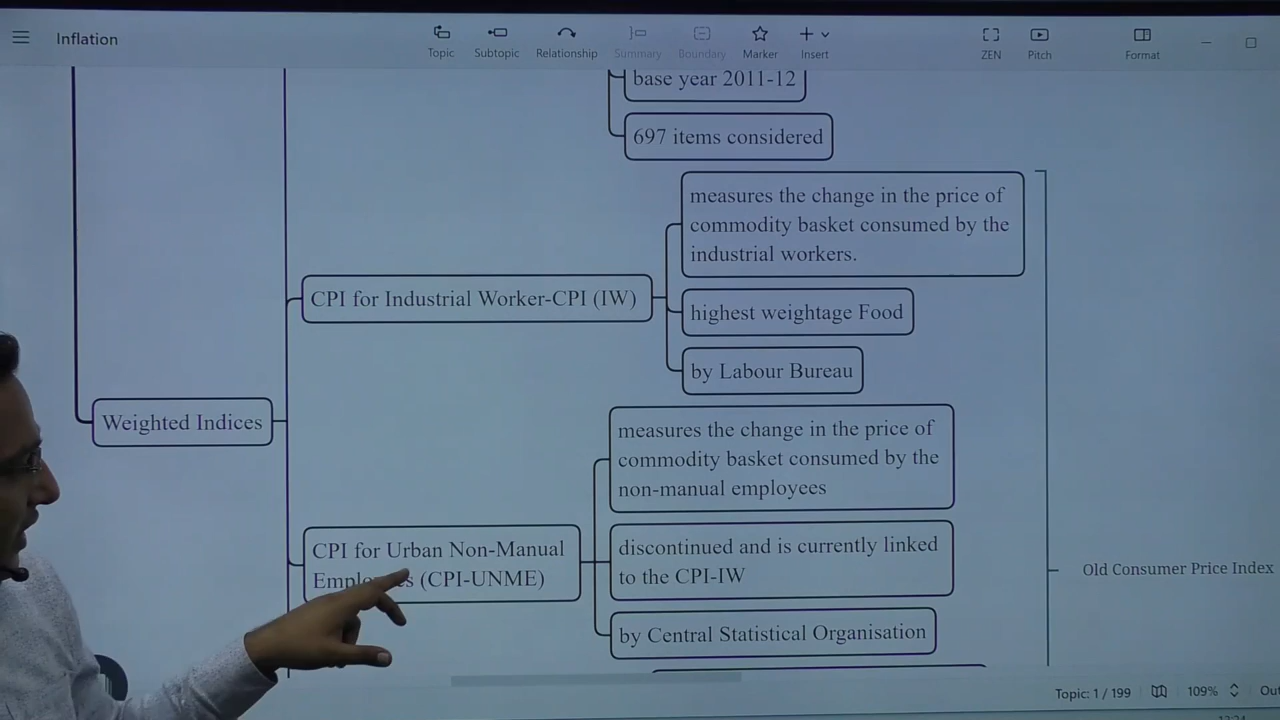 Inflation
Topic
Subtopic
Relationship
Summary
Boundary
Marker
Insert
ZEN
Pitch
Format
base year 2011-12
697 items considered
measures the change in the price of
commodity basket consumed by the
industrial workers.
CPI for Industrial Worker-CPI (IW)
highest weightage Food
by Labour Bureau
Weighted Indices
measures the change in the price of
commodity basket consumed by the
non-manual employees
CPI for Urban Non-Manual
(CPI-UNME)
discontinued and is currently linked
to the CPI-IW
Old Consumer Price Index
by Central Statistical Organisation
Topic: 1 / 199
109%